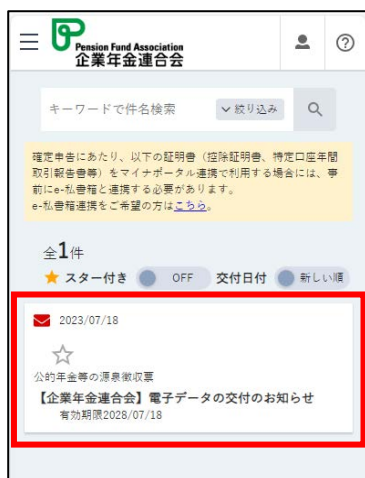 Pension Fund Association
企業年金連合会
キーワードで件名検索
絞り込み
確定申告にあたり、以下の証明書（控除証明書、特定口座年間
取引報告書等）をマイナポータル連携で利用する場合には、事
前にe-私書箱と連携する必要があります。
e-私書箱連携をご希望の方はこちら。
全1件
スター付き OFF 交付日付 新しい順
2023/07/18
公的年金等の源泉徴収票
【企業年金連合会】電子データの交付のお知らせ
有効期限2028/07/18